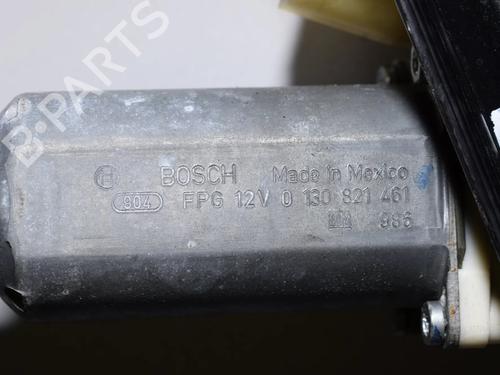 B-PARTS
BOSCH Made in Mexico
904 FPG 12V 0 130 821 461
986